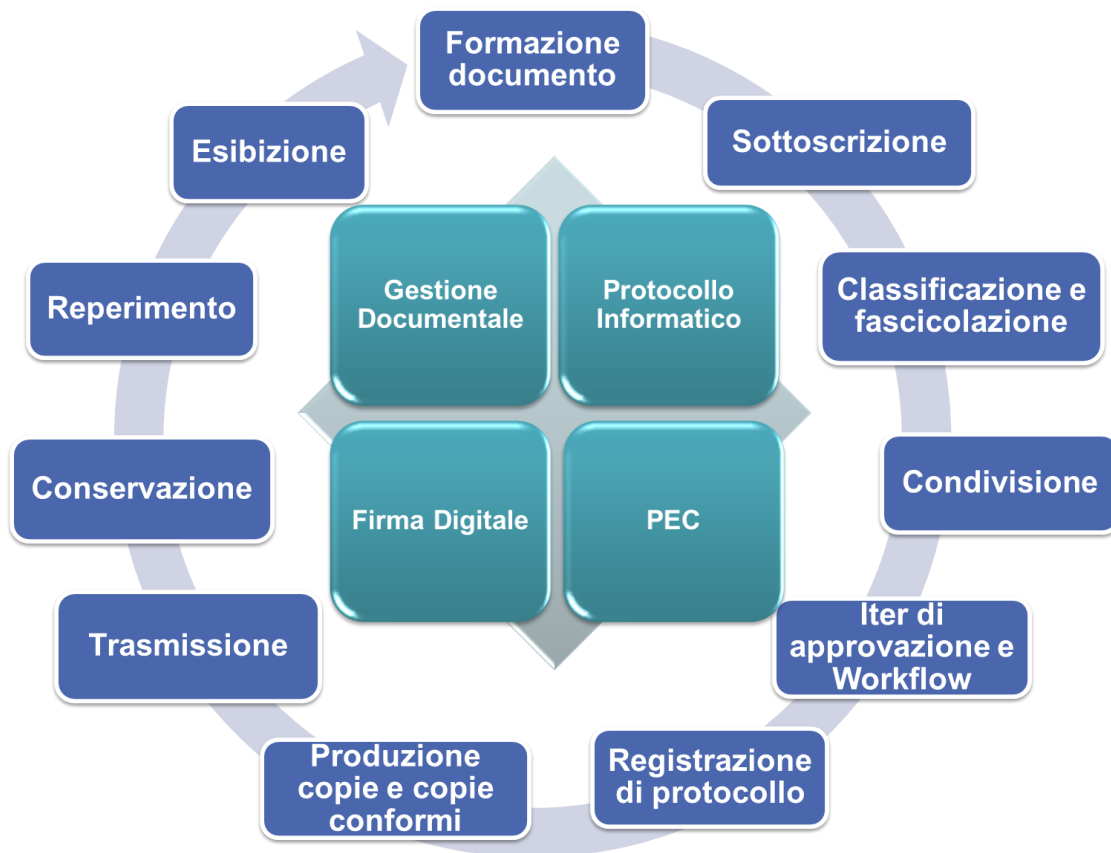 Formazione
documento
Sottoscrizione
Classificazione e
fascicolazione
Condivisione
Iter di
approvazione e
Workflow
Registrazione
di protocollo
Produzione
copie e copie
conformi
Trasmissione
Conservazione
Reperimento
Esibizione
Gestione
Documentale
Protocollo
Informatico
Firma Digitale
PEC